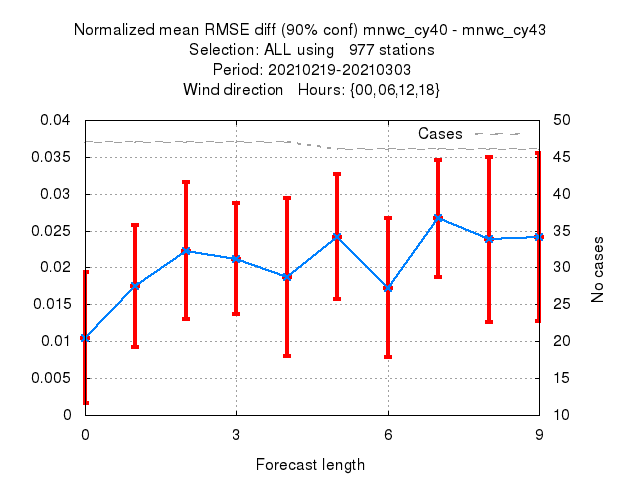 Normalized mean RMSE diff (90% conf) mnwc_cy40 - mnwc_cy43
Selection: ALL using   977 stations
Period: 20210219-20210303
Wind direction   Hours: {00,06,12,18}
Cases
0.04
0.035
0.03
0.025
0.02
0.015
0.01
0.005
0
50
45
40
35
30
25
20
15
10
No cases
0 3 6 9
Forecast length